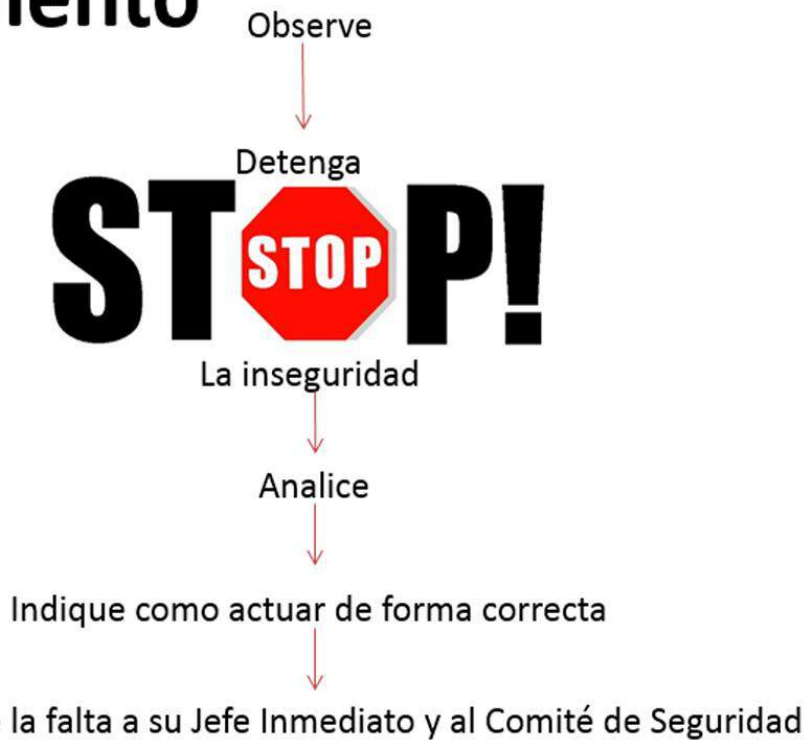 Observe
Detenga
STOP!
STOP
La inseguridad
Analice
Indique como actuar de forma correcta
la falta a su Jefe Inmediato y al Comité de Seguridad